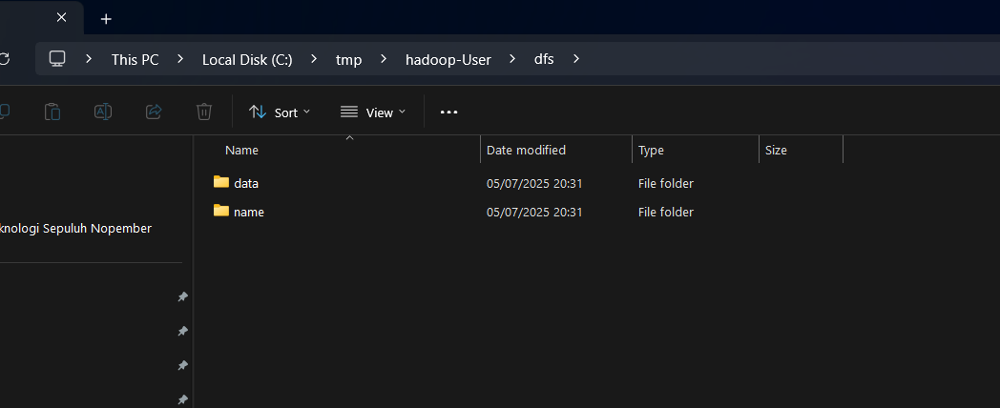 This PC > Local Disk (C:) > tmp > hadoop-User > dfs >
Sort View
Name Date modified Type Size
data 05/07/2025 20:31 File folder
name 05/07/2025 20:31 File folder
knologi Sepuluh Nopember